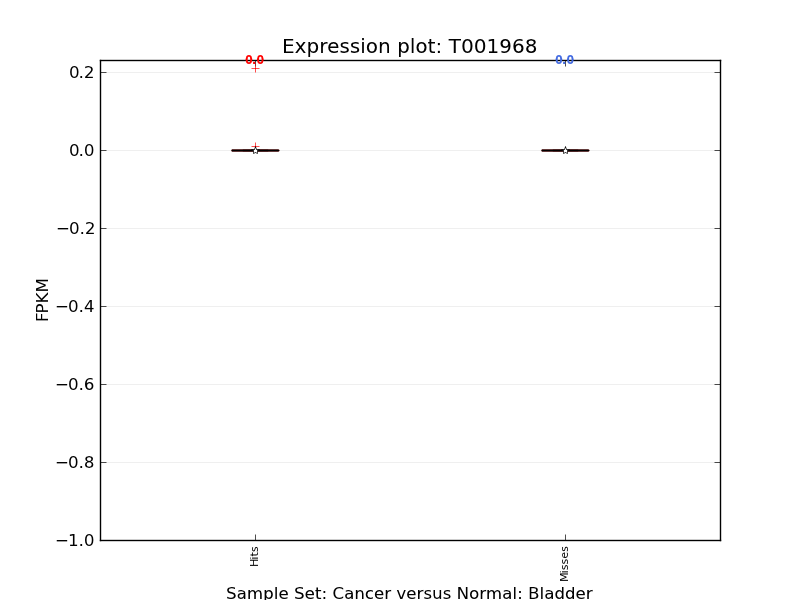 Expression plot: T001968
0.0 0.0
0.2
0.0
−0.2
−0.4
−0.6
−0.8
−1.0
FPKM
Hits Misses
Sample Set: Cancer versus Normal: Bladder